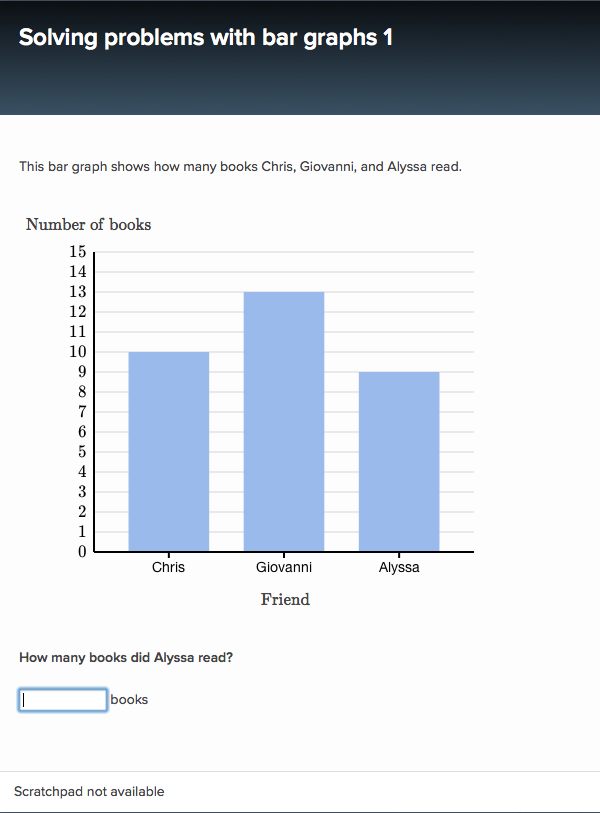 Solving problems with bar graphs 1
This bar graph shows how many books Chris, Giovanni, and Alyssa read.
Number of books
15
14
13
12
11
10
9
8
7
6
5
4
3
2
1
0
Chris Giovanni Alyssa
Friend
How many books did Alyssa read?
books
Scratchpad not available